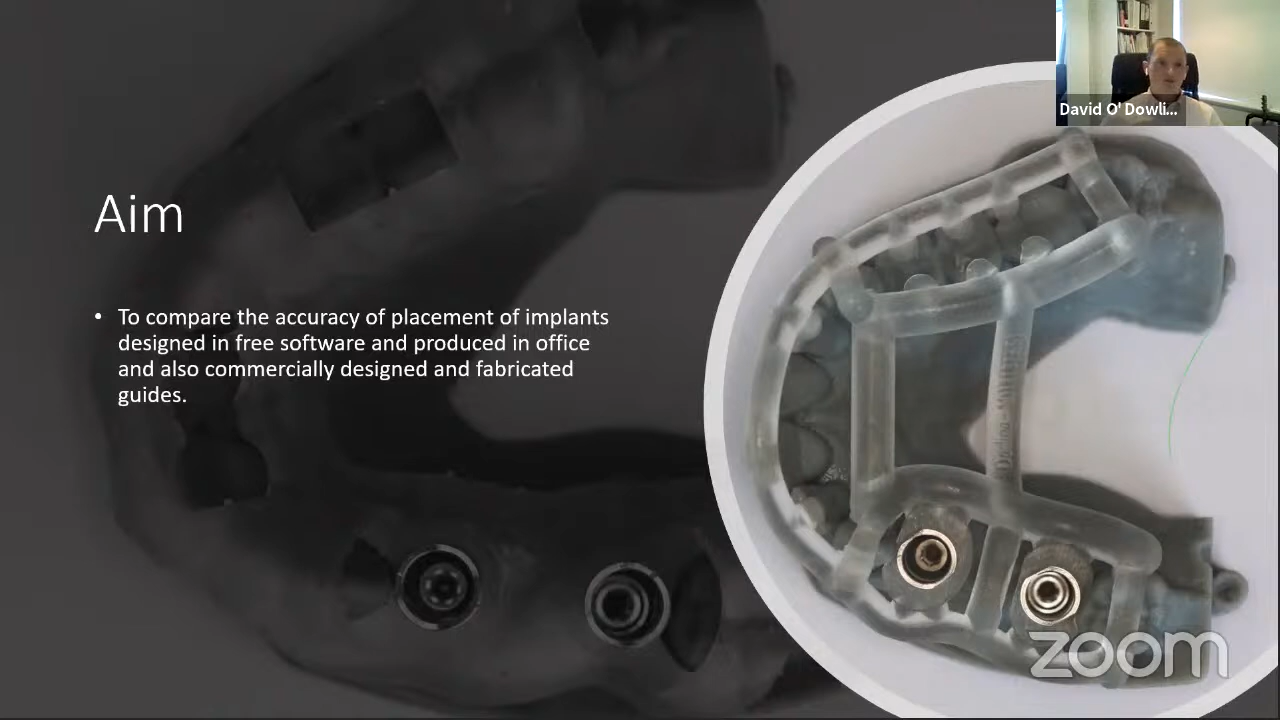 David O' Dowli...
Aim
• To compare the accuracy of placement of implants
designed in free software and produced in office
and also commercially designed and fabricated
guides.
zoom